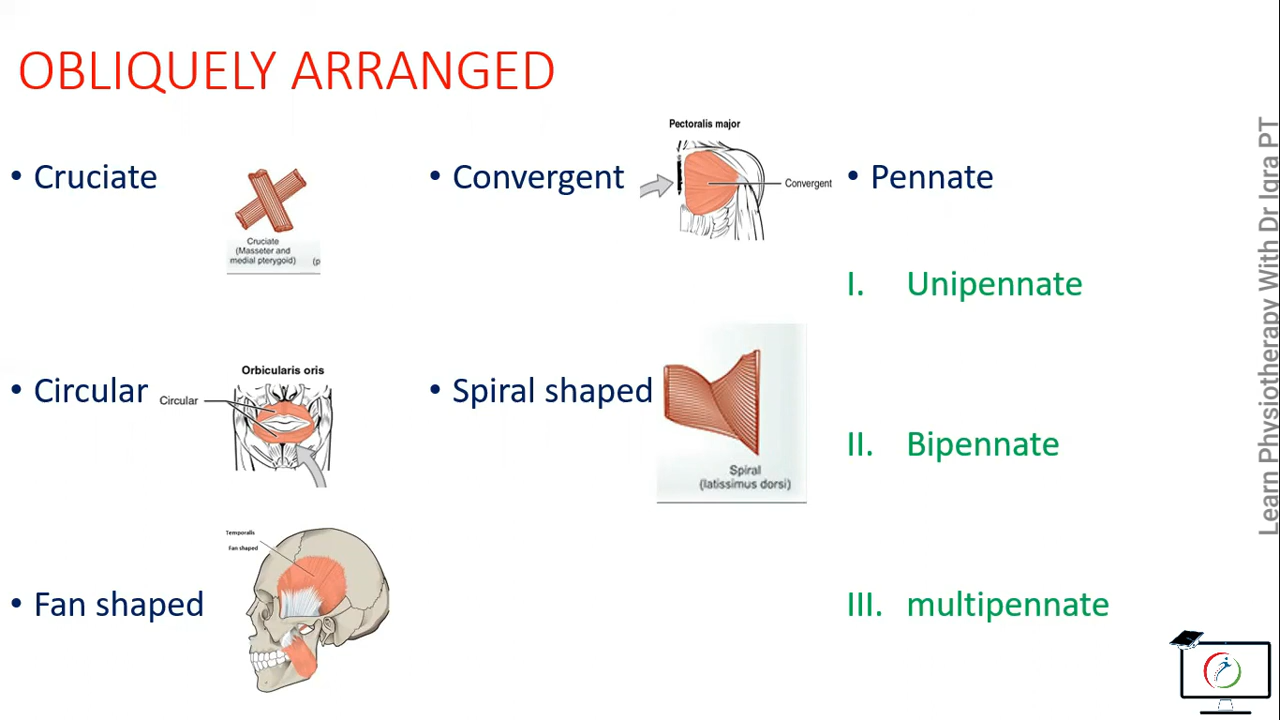 OBLIQUELY ARRANGED
• Cruciate
Cruciate
(Masseter and
medial pterygoid)
(p
• Circular
Orbicularis oris
Circular
• Fan shaped
Temporalis
Fan shaped
• Convergent
Pectoralis major
Convergent
• Spiral shaped
Spiral
(latissimus dorsi)
• Pennate
I. Unipennate
II. Bipennate
III. multipennate
Learn Physiotherapy With Dr Iqra PT